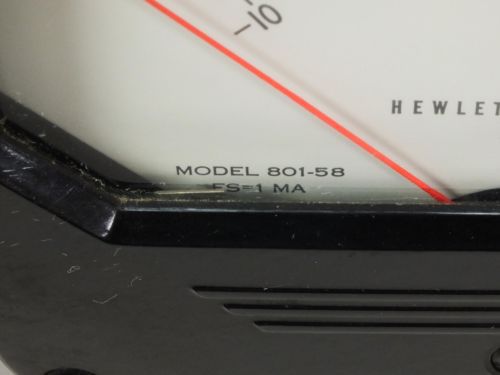 -10
HEWLET
MODEL 801-58
FS=1 MA